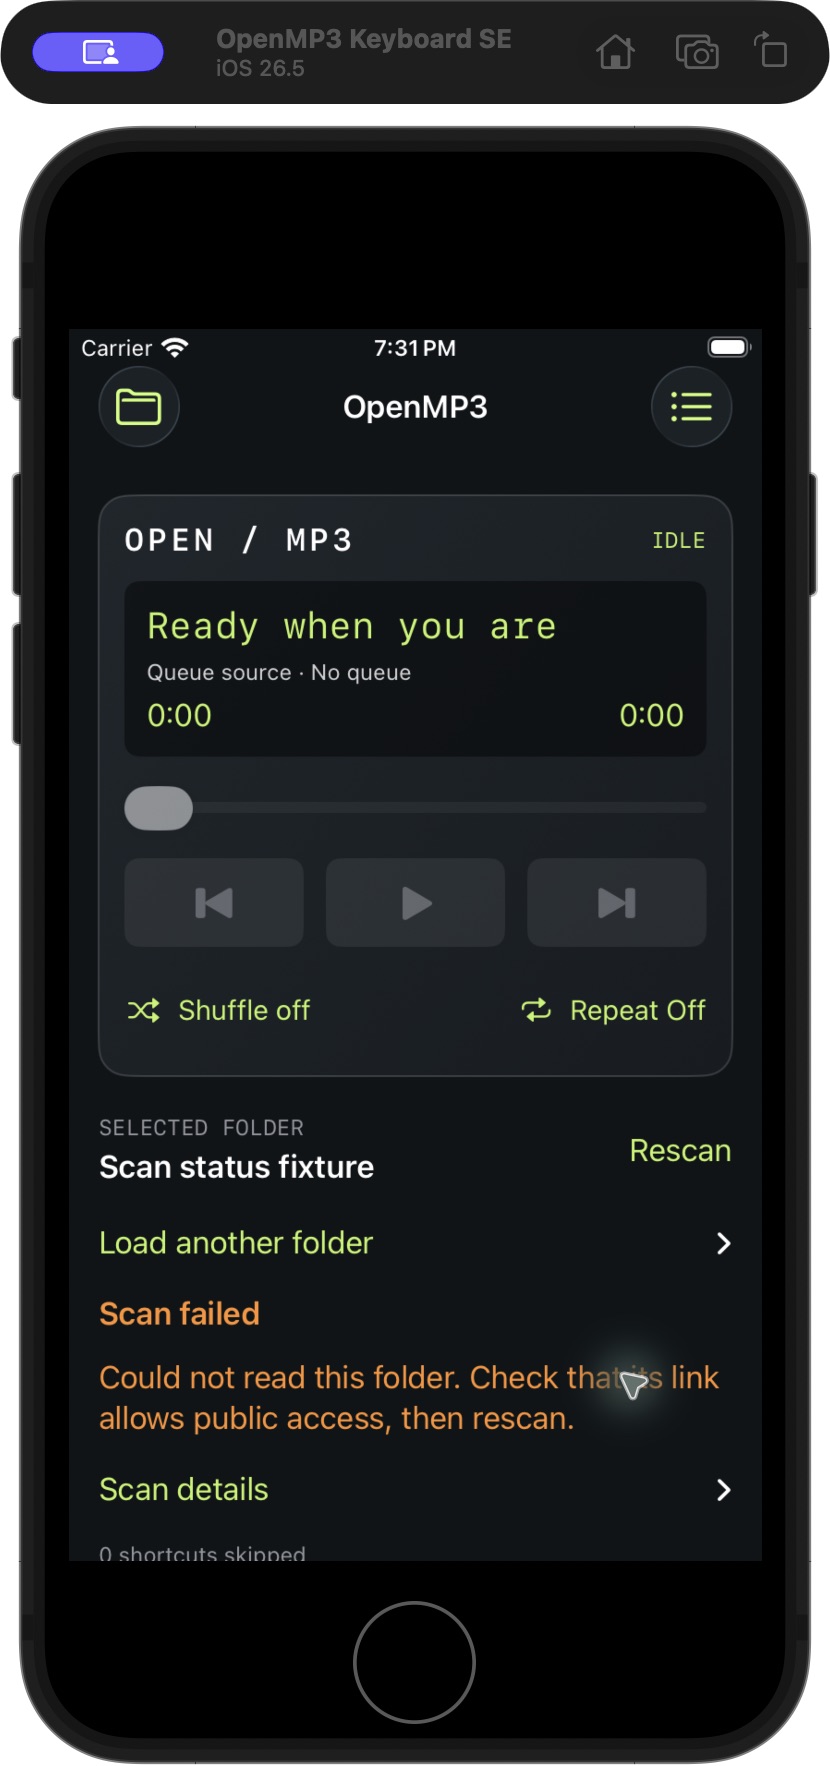 OpenMP3 Keyboard SE
iOS 26.5
Carrier 7:31 PM
OpenMP3
OPEN / MP3 IDLE
Ready when you are
Queue source · No queue
0:00 0:00
Shuffle off Repeat Off
SELECTED FOLDER
Scan status fixture Rescan
Load another folder
Scan failed
Could not read this folder. Check that its link
allows public access, then rescan.
Scan details
0 shortcuts skipped